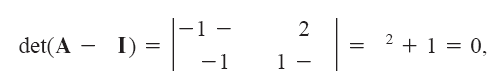 det(A − I) = | −1 − 2 | = ² + 1 = 0,
| −1 1 − |